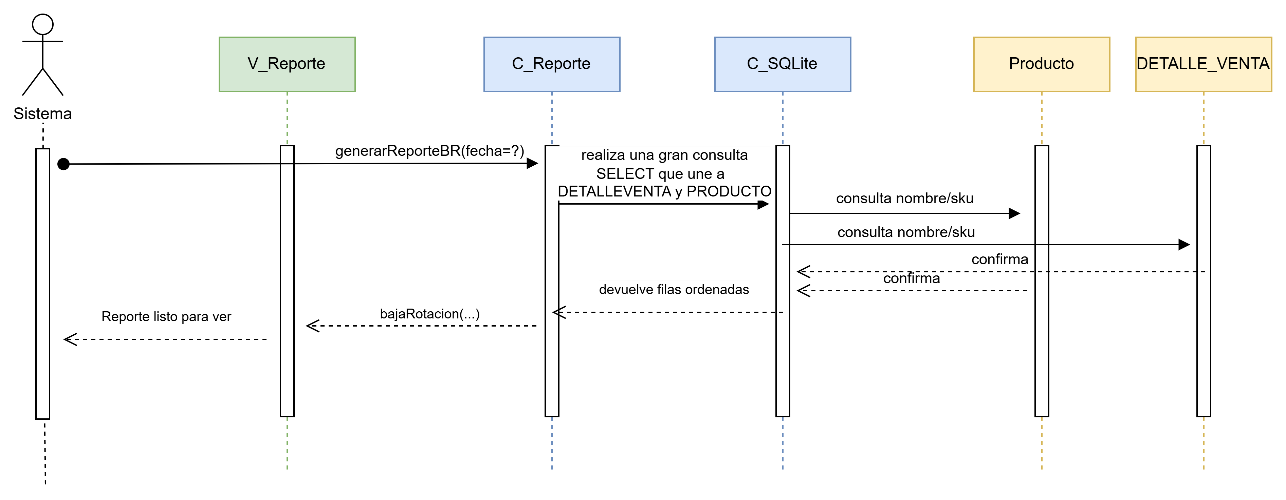 Sistema
V_Reporte
C_Reporte
C_SQLite
Producto
DETALLE_VENTA
generarReporteBR(fecha=?)
realiza una gran consulta
SELECT que une a
DETALLEVENTA y PRODUCTO
consulta nombre/sku
consulta nombre/sku
confirma
confirma
devuelve filas ordenadas
bajaRotacion(...)
Reporte listo para ver